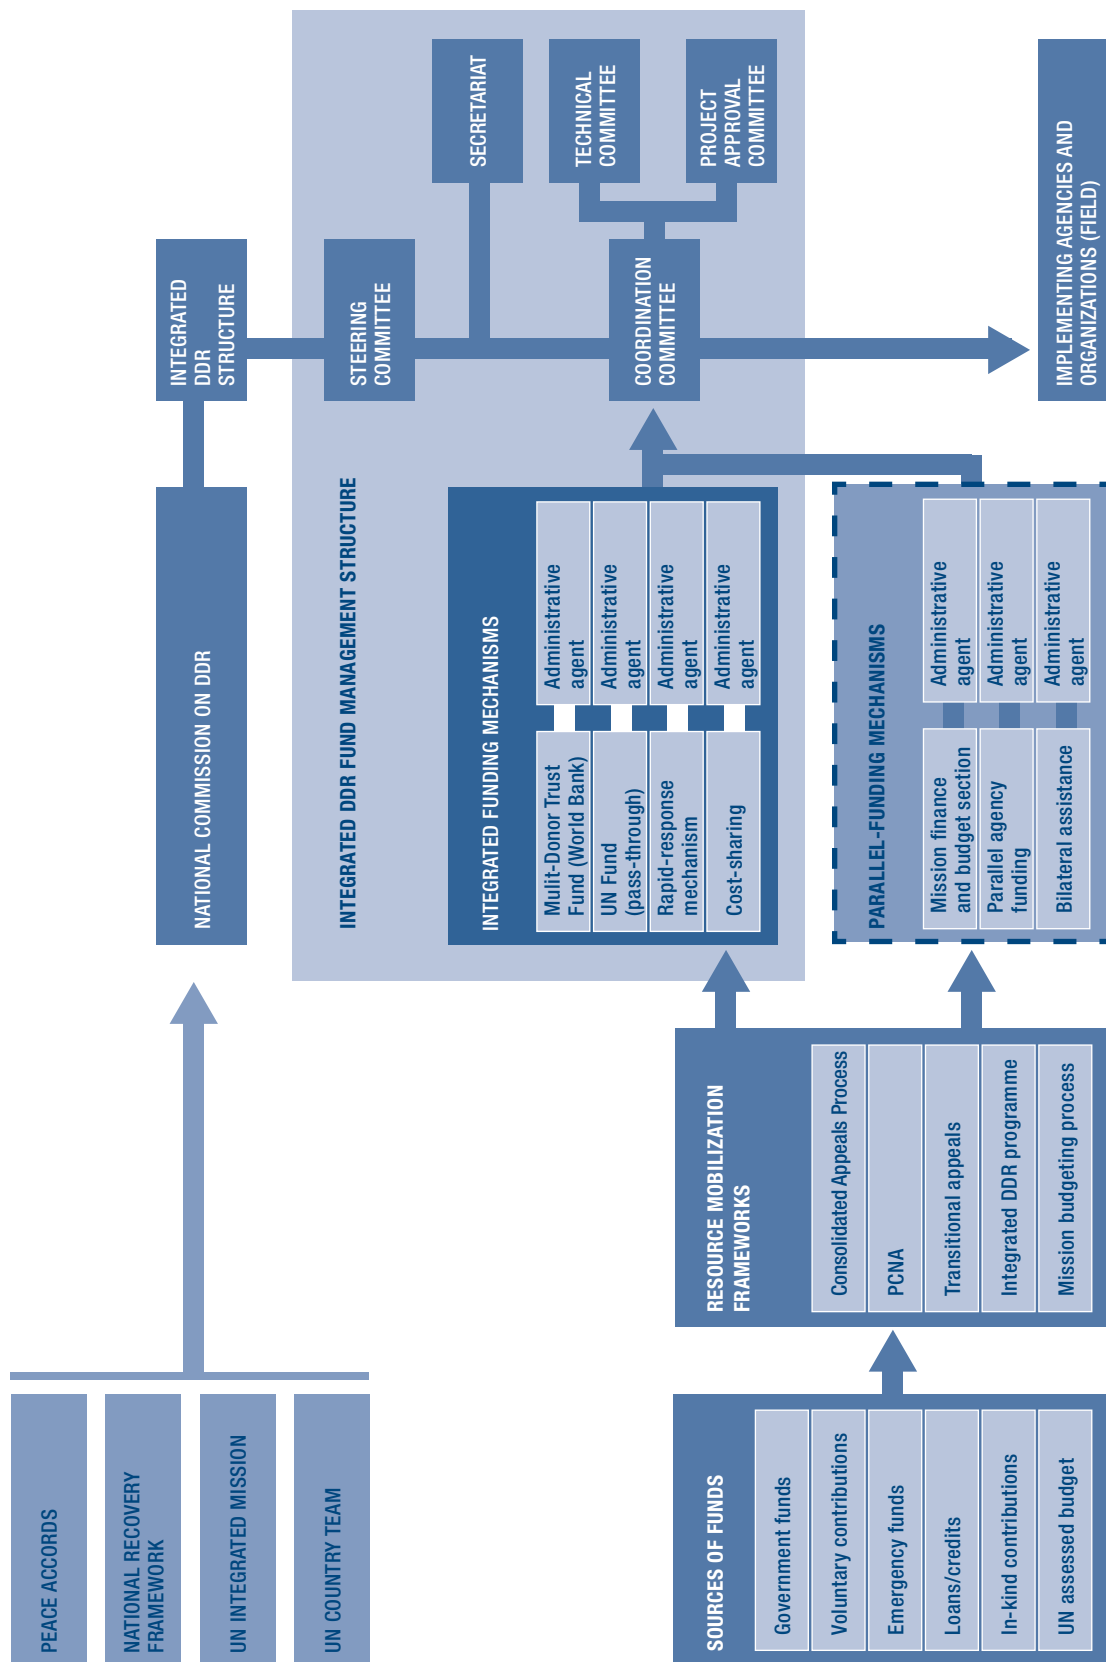 PEACE ACCORDS
NATIONAL RECOVERY
FRAMEWORK
UN INTEGRATED MISSION
UN COUNTRY TEAM
NATIONAL COMMISSION ON DDR
INTEGRATED
DDR
STRUCTURE
INTEGRATED DDR FUND MANAGEMENT STRUCTURE
STEERING
COMMITTEE
SECRETARIAT
COORDINATION
COMMITTEE
TECHNICAL
COMMITTEE
PROJECT
APPROVAL
COMMITTEE
INTEGRATED FUNDING MECHANISMS
Mulit-Donor Trust
Fund (World Bank)
Administrative
agent
UN Fund
(pass-through)
Administrative
agent
Rapid-response
mechanism
Administrative
agent
Cost-sharing
Administrative
agent
SOURCES OF FUNDS
Government funds
Voluntary contributions
Emergency funds
Loans/credits
In-kind contributions
UN assessed budget
RESOURCE MOBILIZATION
FRAMEWORKS
Consolidated Appeals Process
PCNA
Transitional appeals
Integrated DDR programme
Mission budgeting process
PARALLEL-FUNDING MECHANISMS
Mission finance
and budget section
Administrative
agent
Parallel agency
funding
Administrative
agent
Bilateral assistance
Administrative
agent
IMPLEMENTING AGENCIES AND
ORGANIZATIONS (FIELD)